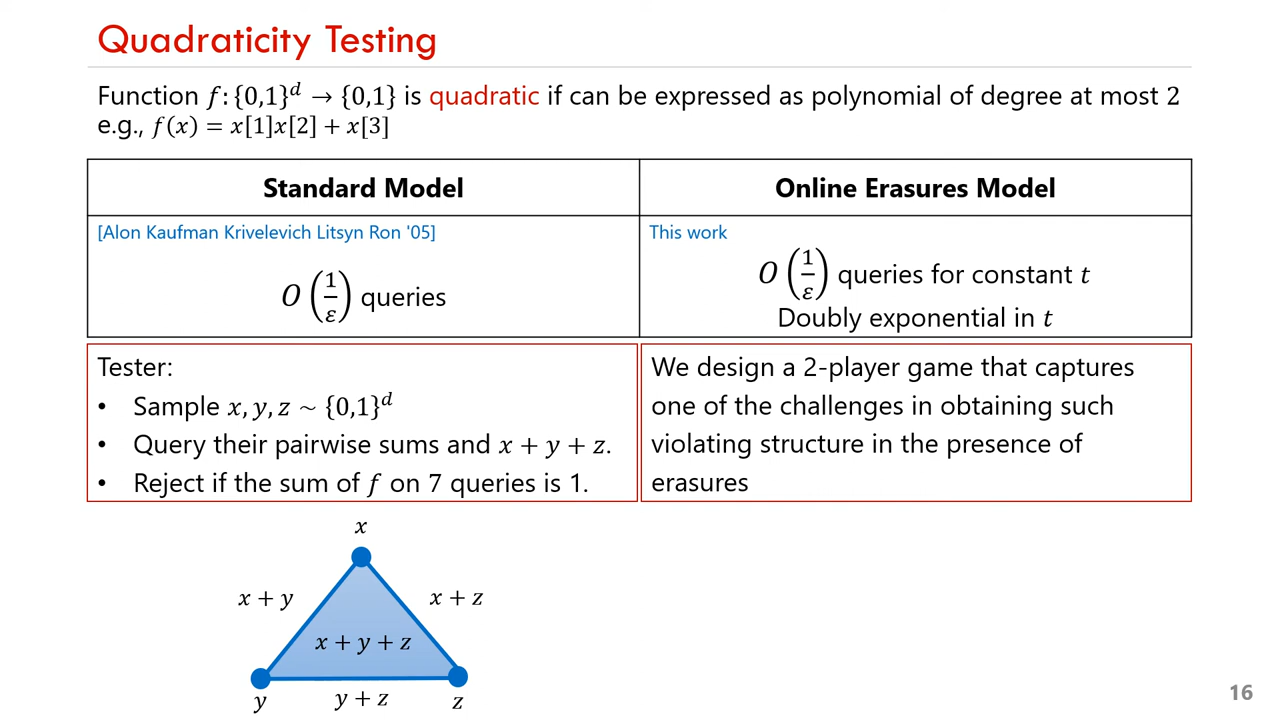 Quadraticity Testing
Function f: {0,1}^d → {0,1} is quadratic if can be expressed as polynomial of degree at most 2
e.g., f(x) = x[1]x[2] + x[3]
Standard Model
Online Erasures Model
[Alon Kaufman Krivelevich Litsyn Ron '05]
O(1/ε) queries
This work
O(1/ε) queries for constant t
Doubly exponential in t
Tester:
• Sample x, y, z ~ {0,1}^d
• Query their pairwise sums and x + y + z.
• Reject if the sum of f on 7 queries is 1.
We design a 2-player game that captures
one of the challenges in obtaining such
violating structure in the presence of
erasures
x
x + y
x + z
x + y + z
y
y + z
z
16